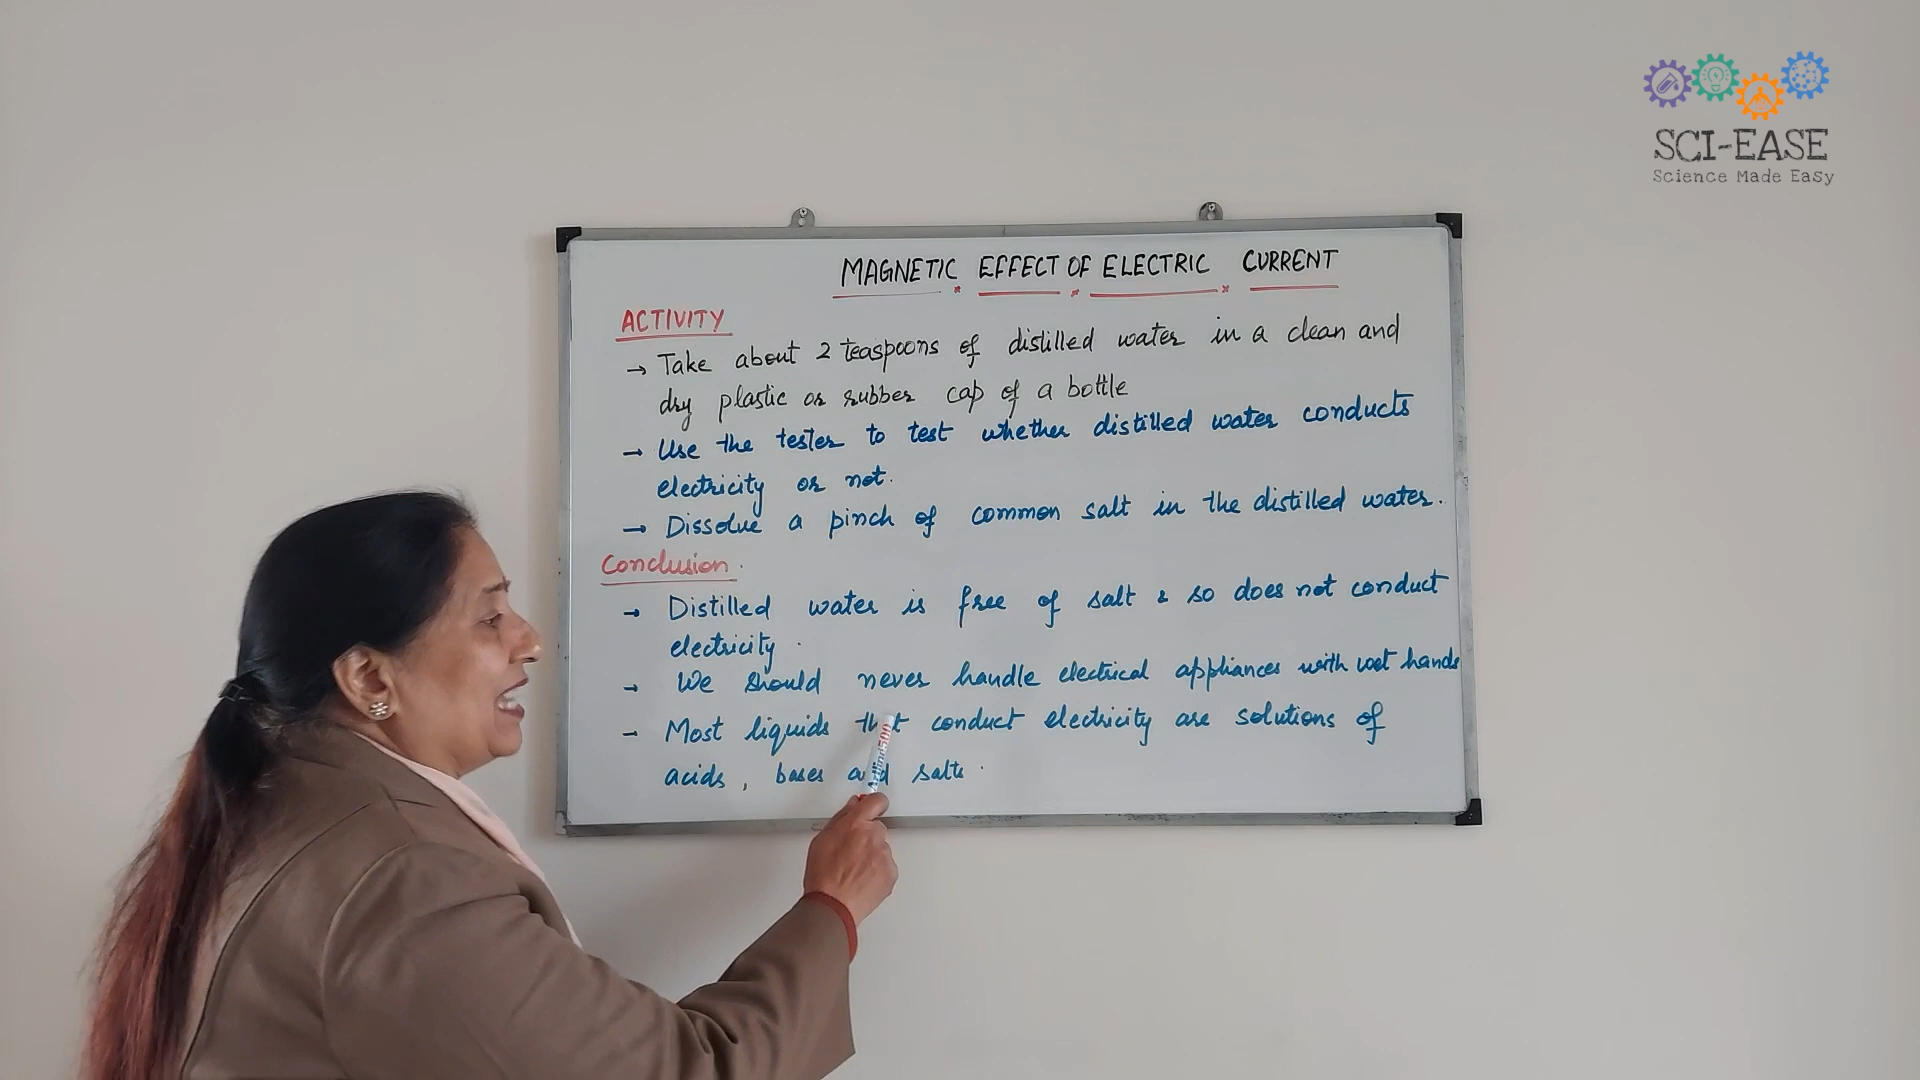 SCI-EASE
Science Made Easy
MAGNETIC EFFECT OF ELECTRIC CURRENT
ACTIVITY
→ Take about 2 teaspoons of distilled water in a clean and
dry plastic or rubber cap of a bottle
→ Use the tester to test whether distilled water conducts
electricity or not.
→ Dissolve a pinch of common salt in the distilled water.
Conclusion.
→ Distilled water is free of salt & so does not conduct
electricity.
→ We should never handle electrical appliances with wet hands
→ Most liquids that conduct electricity are solutions of
acids, bases and salts.
Artline 500